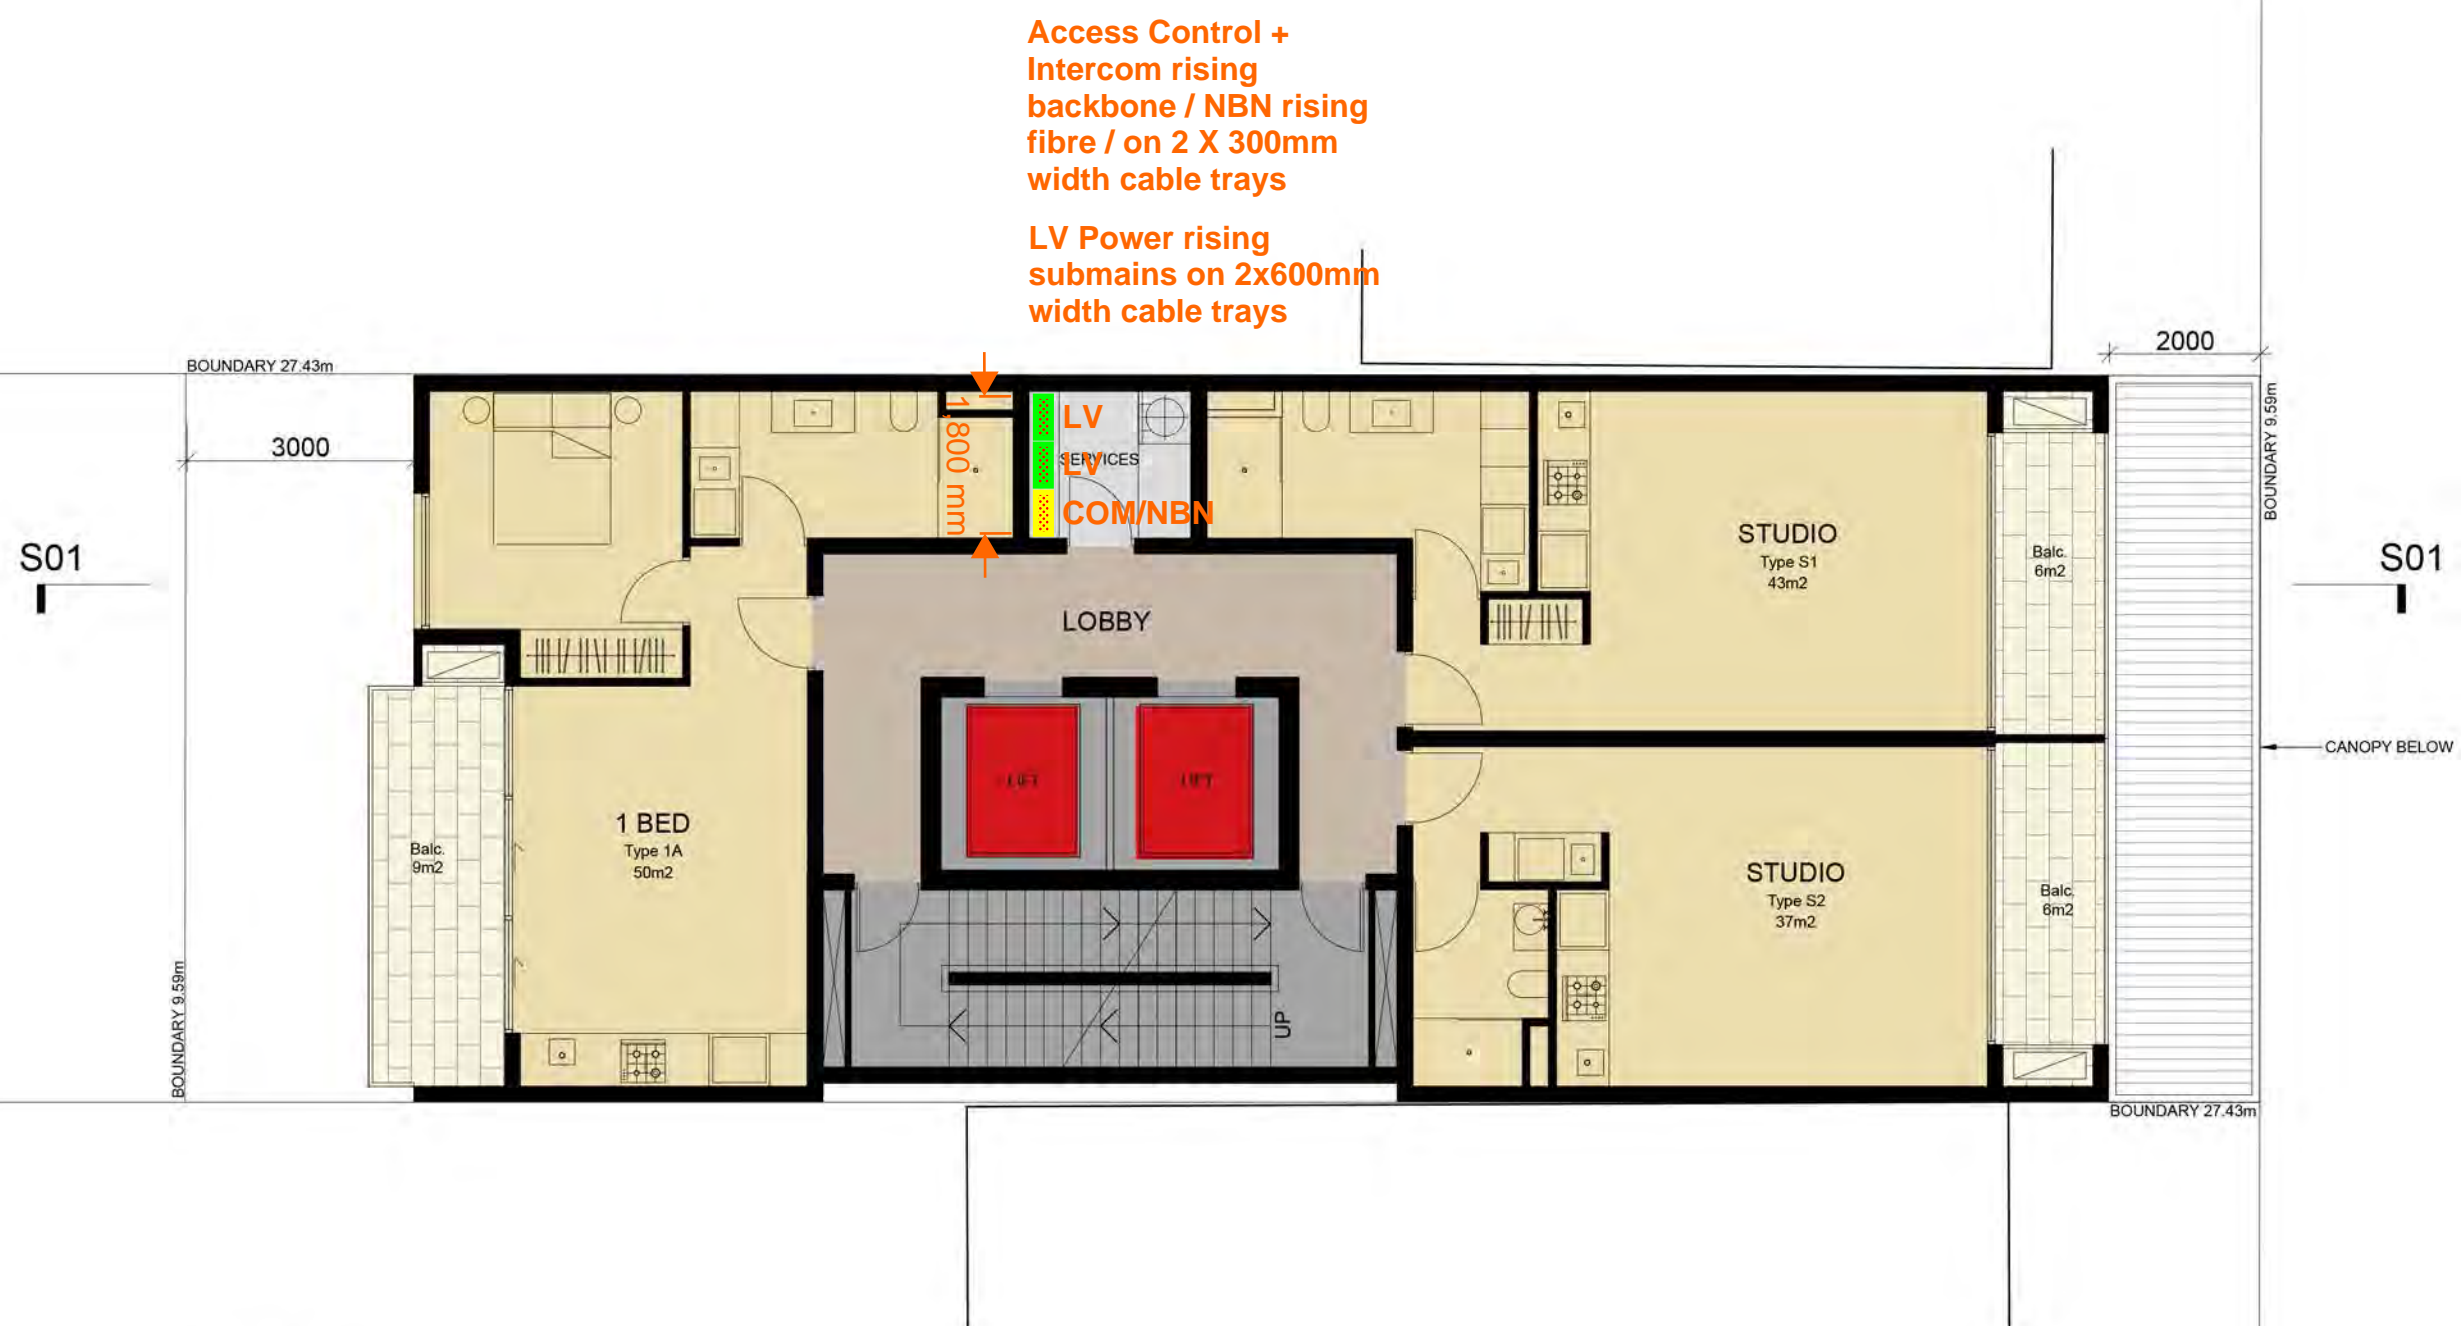 Access Control +
Intercom rising
backbone / NBN rising
fibre / on 2 X 300mm
width cable trays
LV Power rising
submains on 2x600mm
width cable trays
2000
BOUNDARY 27.43m
BOUNDARY 9.59m
3000
1,800 mm
LV
SERVICES
LV
COM/NBN
STUDIO
Type S1
43m2
Balc.
6m2
S01
S01
LOBBY
CANOPY BELOW
LIFT
LIFT
1 BED
Type 1A
50m2
Balc.
9m2
STUDIO
Type S2
37m2
Balc.
6m2
UP
BOUNDARY 9.59m
BOUNDARY 27.43m